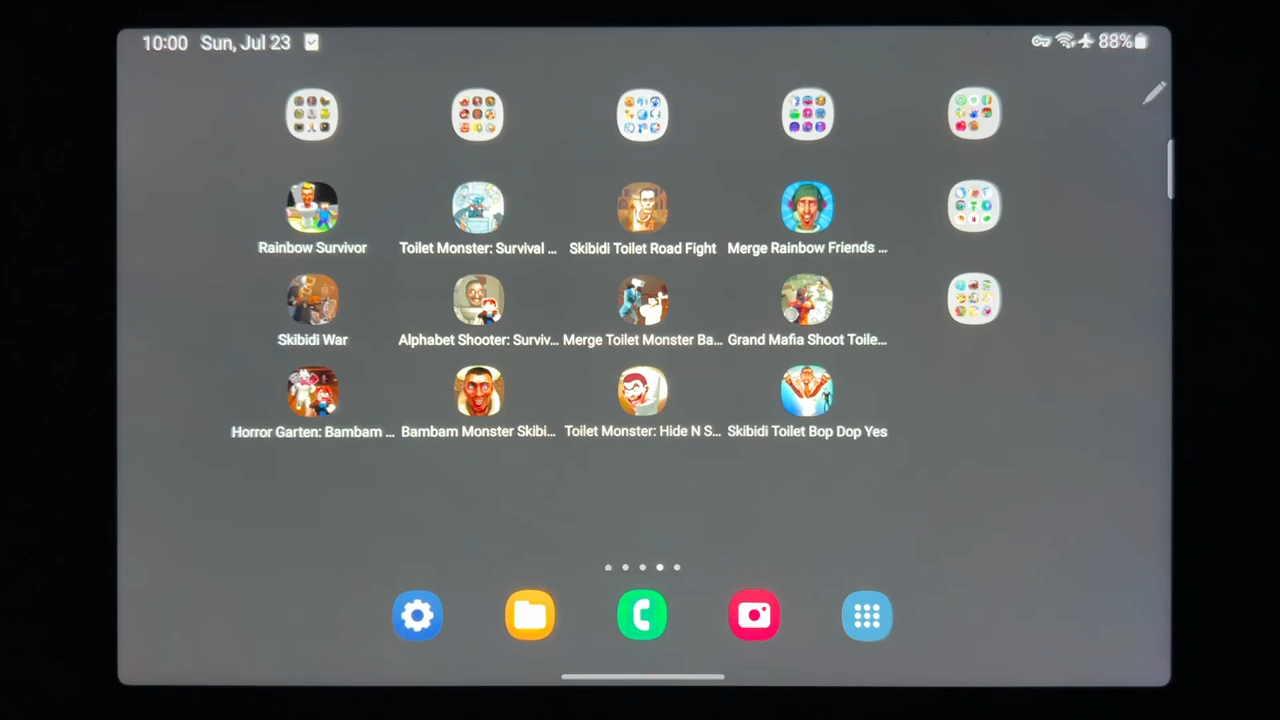 10:00 Sun, Jul 23
88%
Rainbow Survivor
Toilet Monster: Survival ...
Skibidi Toilet Road Fight
Merge Rainbow Friends ...
Skibidi War
Alphabet Shooter: Surviv...
Merge Toilet Monster Ba...
Grand Mafia Shoot Toile...
Horror Garten: Bambam ...
Bambam Monster Skibi...
Toilet Monster: Hide N S...
Skibidi Toilet Bop Dop Yes